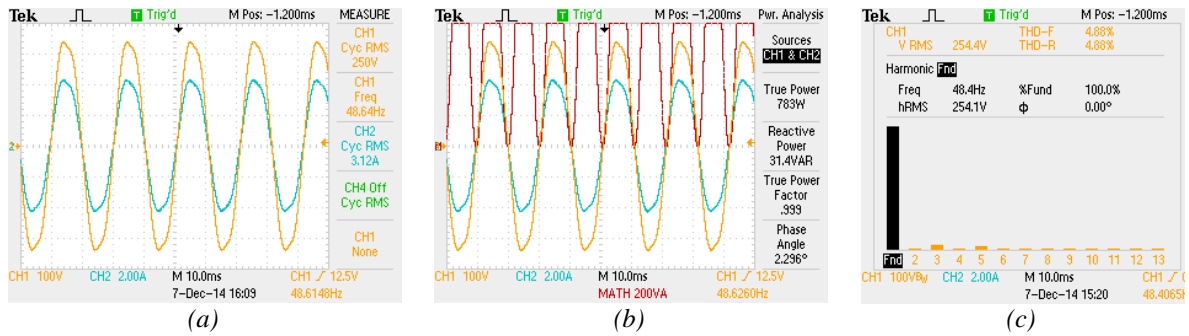 Tek
T Trig'd
M Pos: -1.200ms
MEASURE
CH1
Cyc RMS
250V
CH1
Freq
48.64Hz
CH2
Cyc RMS
3.12A
CH4 Off
Cyc RMS
CH1
None
2
CH1 100V
CH2 2.00A
M 10.0ms
CH1 12.5V
7-Dec-14 16:09
48.6148Hz
(a)
Tek
T Trig'd
M Pos: -1.200ms
Pwr. Analysis
Sources
CH1 & CH2
True Power
783W
Reactive
Power
31.4VAR
True Power
Factor
.999
Phase
Angle
2.296°
CH1 100V
CH2 2.00A
M 10.0ms
CH1 12.5V
MATH 200VA
48.6260Hz
(b)
Tek
T Trig'd
M Pos: -1.200ms
CH1
THD-F 4.88%
V RMS 254.4V
THD-R 4.88%
Harmonic Fnd
Freq 48.4Hz %Fund 100.0%
hRMS 254.1V ϕ 0.00°
Fnd 2 3 4 5 6 7 8 9 10 11 12 13
CH1 100VBw
CH2 2.00A
M 10.0ms
CH1
7-Dec-14 15:20
48.4065H
(c)